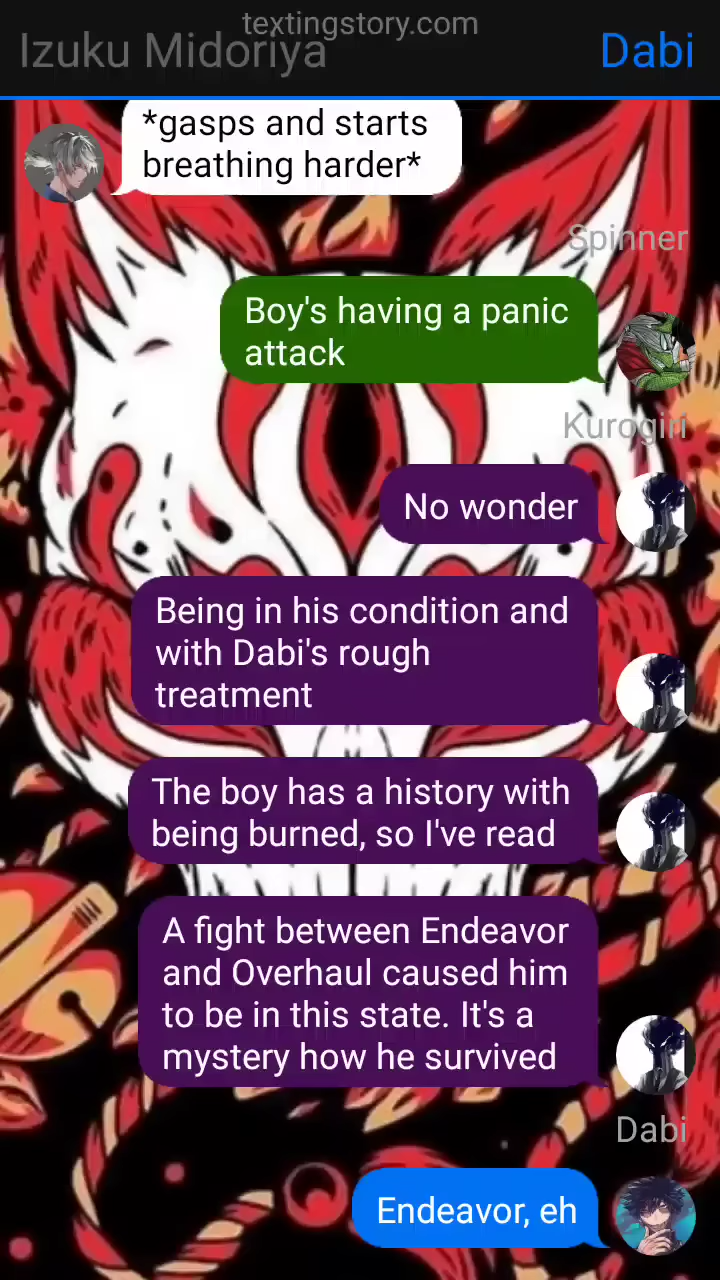 textingstory.com
Izuku Midoriya
Dabi
*gasps and starts
breathing harder*
Spinner
Boy's having a panic
attack
Kurogiri
No wonder
Being in his condition and
with Dabi's rough
treatment
The boy has a history with
being burned, so I've read
A fight between Endeavor
and Overhaul caused him
to be in this state. It's a
mystery how he survived
Dabi
Endeavor, eh